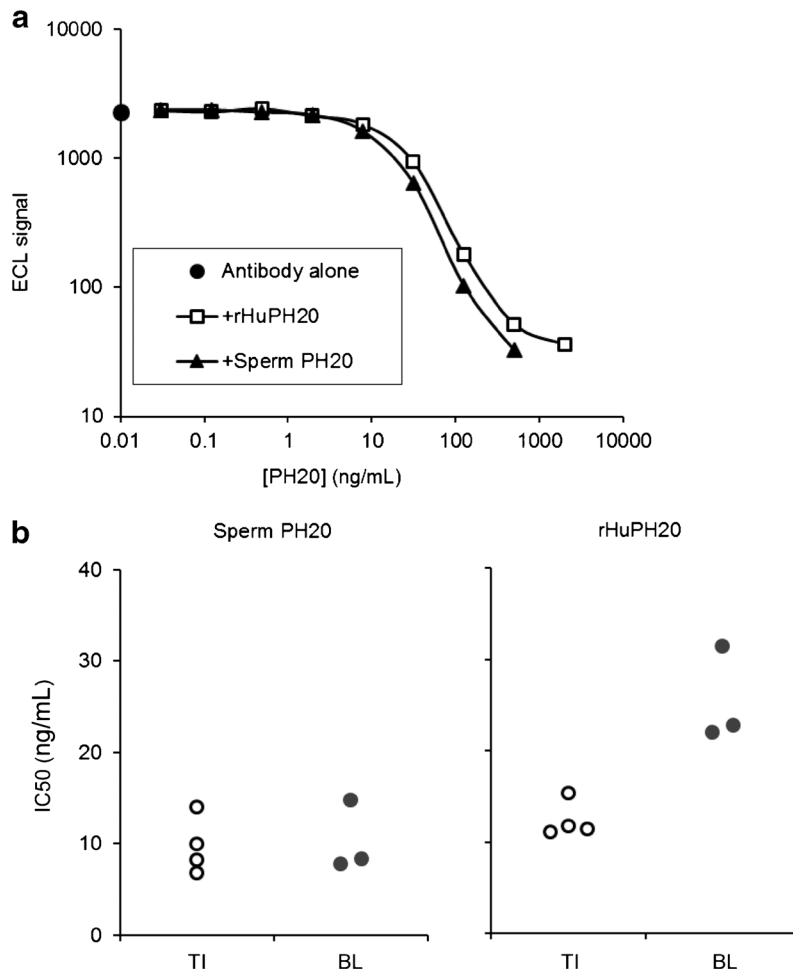 a
10000
1000
100
10
ECL signal
Antibody alone
+rHuPH20
+Sperm PH20
0.01 0.1 1 10 100 1000 10000
[PH20] (ng/mL)
b
Sperm PH20 rHuPH20
40
30
20
10
0
IC50 (ng/mL)
TI BL TI BL